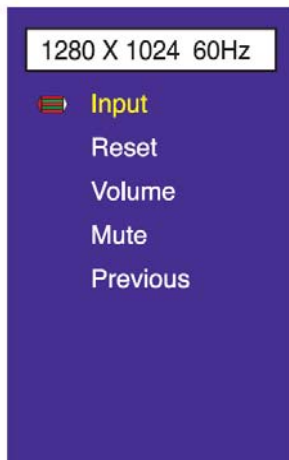 1280 X 1024 60Hz
Input
Reset
Volume
Mute
Previous